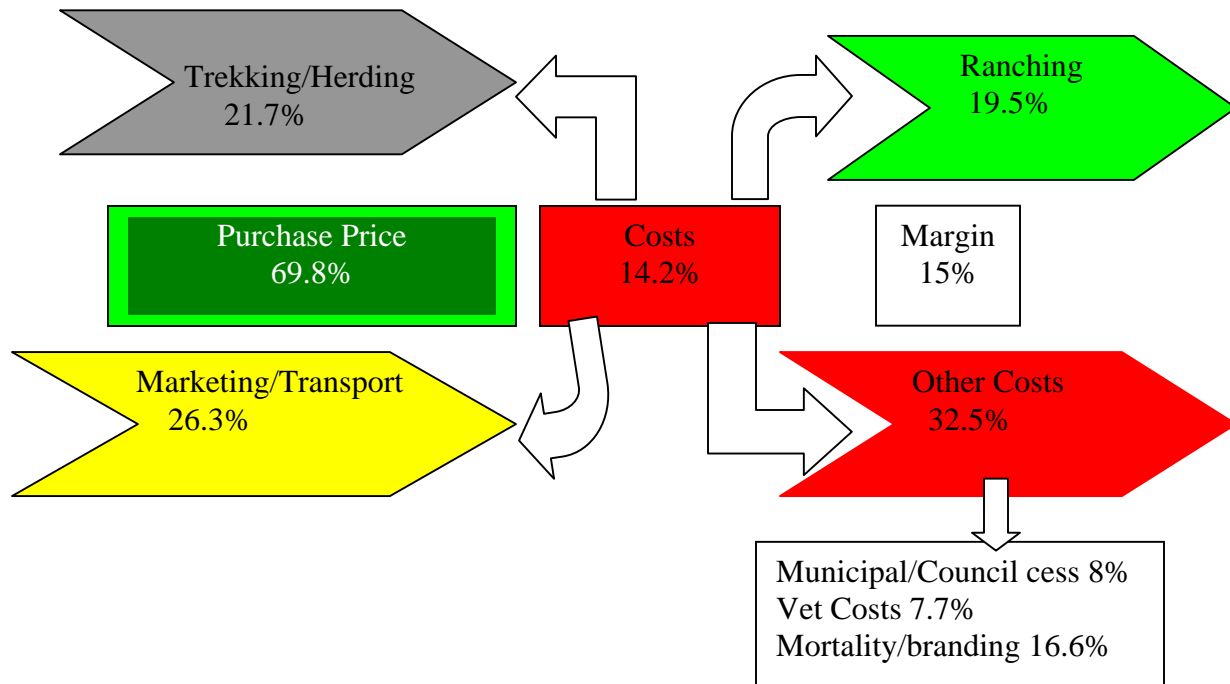 Trekking/Herding
21.7%
Ranching
19.5%
Purchase Price
69.8%
Costs
14.2%
Margin
15%
Marketing/Transport
26.3%
Other Costs
32.5%
Municipal/Council cess 8%
Vet Costs 7.7%
Mortality/branding 16.6%